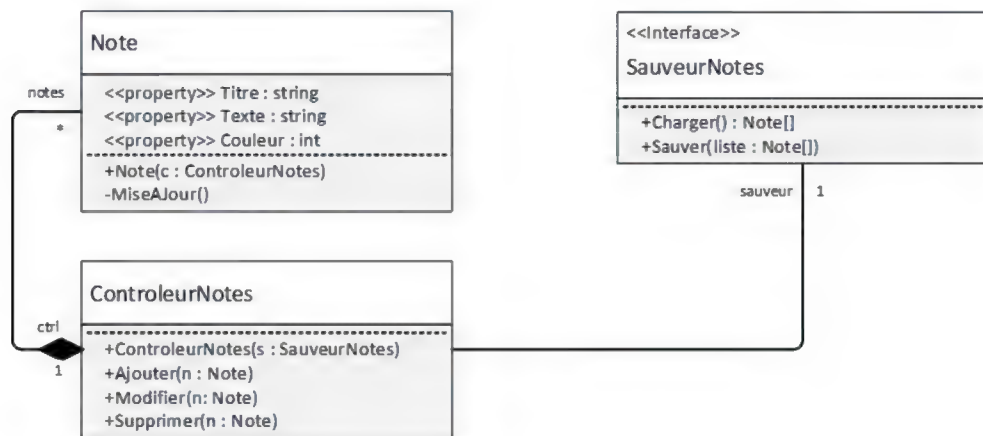 Note
notes
*
<<property>> Titre : string
<<property>> Texte : string
<<property>> Couleur : int
+Note(c : ControleurNotes)
-MiseAJour()
<<Interface>>
SauveurNotes
+Charger() : Note[]
+Sauver(liste : Note[])
sauveur
1
ControleurNotes
ctrl
1
+ControleurNotes(s : SauveurNotes)
+Ajouter(n : Note)
+Modifier(n: Note)
+Supprimer(n : Note)